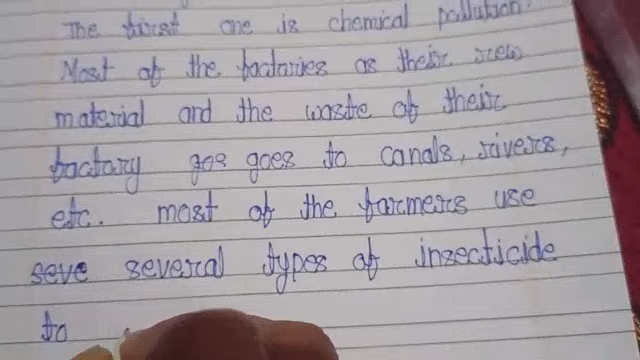 The first one is chemical pollution.
Most of the factories as their rew
material and the waste of their
factory gos goes to canals, rivers,
etc. most of the farmers use
seve several types of insecticide
to